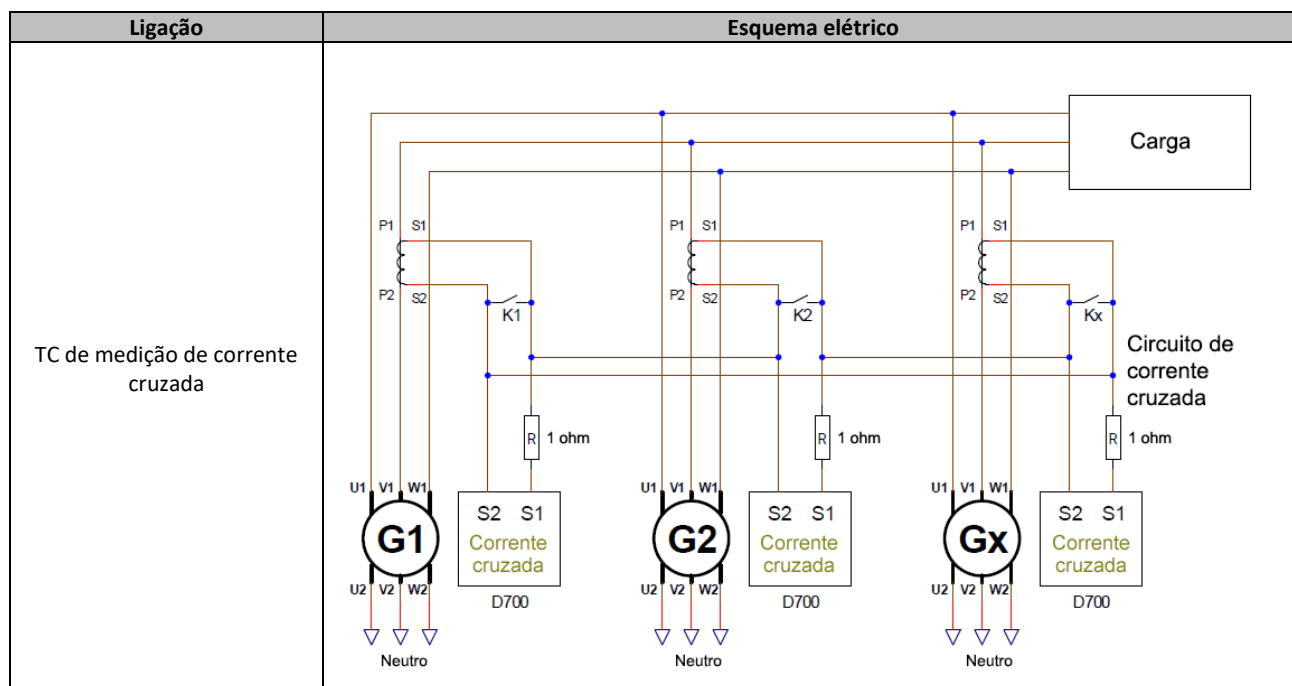 Ligação
Esquema elétrico
TC de medição de corrente
cruzada
Carga
P1 S1
P1 S1
P1 S1
P2 S2
P2 S2
P2 S2
K1
K2
Kx
Circuito de
corrente
cruzada
R 1 ohm
R 1 ohm
R 1 ohm
U1 V1 W1
U1 V1 W1
U1 V1 W1
G1
S2 S1
Corrente
cruzada
D700
G2
S2 S1
Corrente
cruzada
D700
Gx
S2 S1
Corrente
cruzada
D700
U2 V2 W2
U2 V2 W2
U2 V2 W2
Neutro
Neutro
Neutro